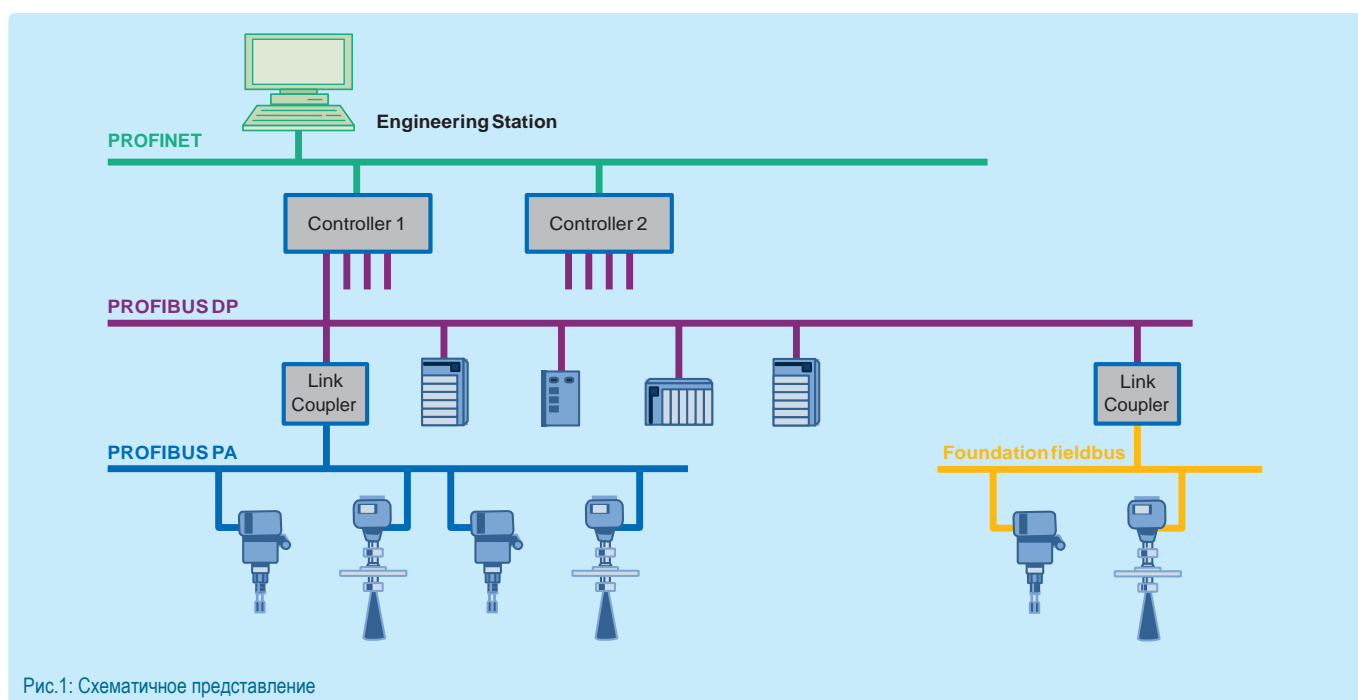 Engineering Station
PROFINET
Controller 1
Controller 2
PROFIBUS DP
Link
Coupler
Link
Coupler
PROFIBUS PA
Foundation fieldbus
Рис.1: Схематичное представление